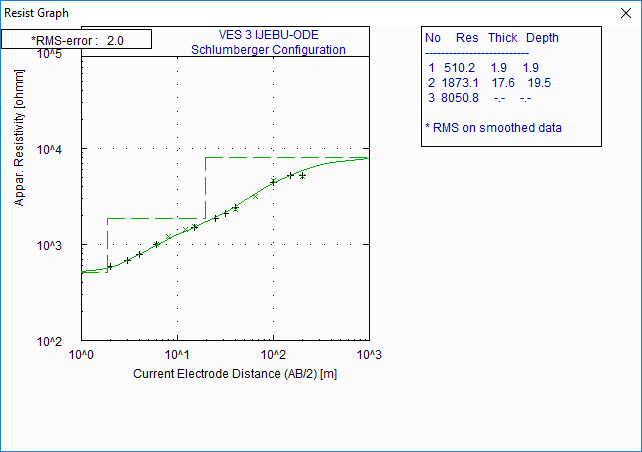 Resist Graph
*RMS-error : 2.0
VES 3 IJEBU-ODE
Schlumberger Configuration
10^5
10^4
10^3
10^2
Appar. Resistivity [ohmm]
10^0 10^1 10^2 10^3
Current Electrode Distance (AB/2) [m]
No Res Thick Depth
---------------------------
1 510.2 1.9 1.9
2 1873.1 17.6 19.5
3 8050.8 -.- -.-
* RMS on smoothed data